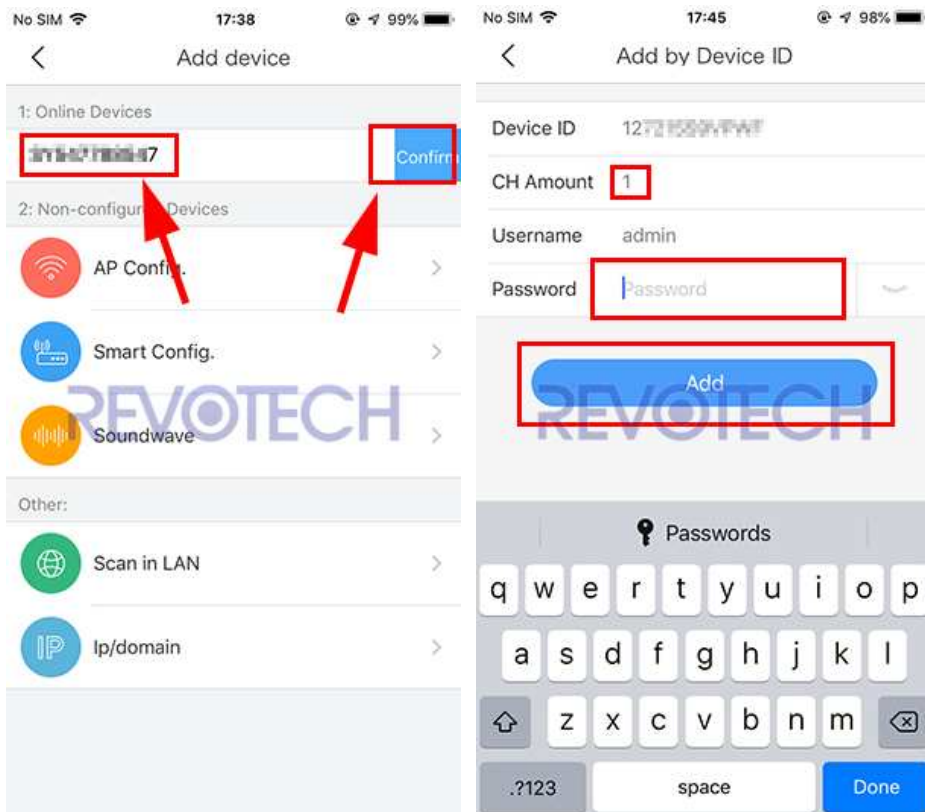 No SIM 17:38 99%
Add device
1: Online Devices
Confirm
2: Non-configur Devices
AP Config.
Smart Config.
Soundwave
Other:
Scan in LAN
IP Ip/domain
REVOTECH
No SIM 17:45 98%
Add by Device ID
Device ID
CH Amount 1
Username admin
Password Password
Add
REVOTECH
Passwords
q w e r t y u i o p
a s d f g h j k l
z x c v b n m
.?123 space Done